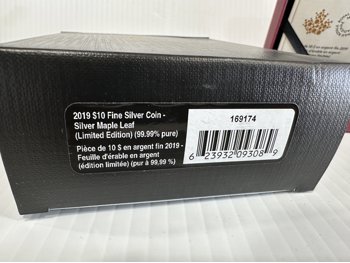 2019 $10 Fine Silver Coin -
Silver Maple Leaf
(Limited Edition) (99.99% pure)
Pièce de 10 $ en argent fin 2019 -
Feuille d'érable en argent
(édition limitée) (pur à 99,99 %)
169174
6 23932 09308 9